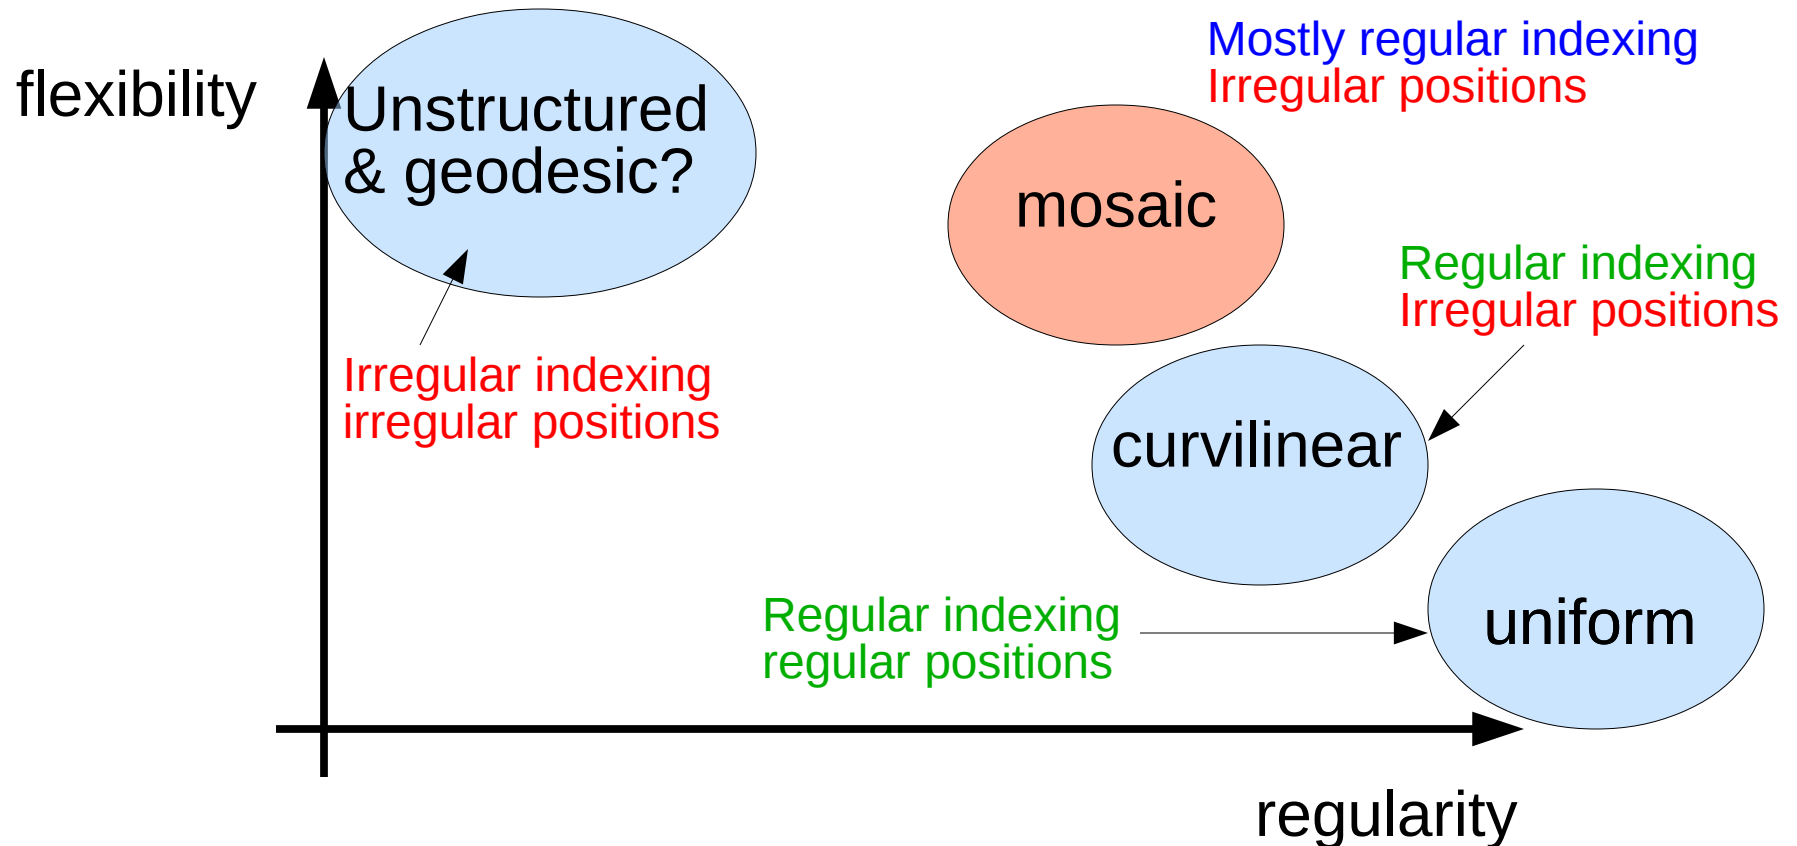 flexibility
Unstructured
& geodesic?
Mostly regular indexing
Irregular positions
mosaic
Regular indexing
Irregular positions
Irregular indexing
irregular positions
curvilinear
Regular indexing
regular positions
uniform
regularity